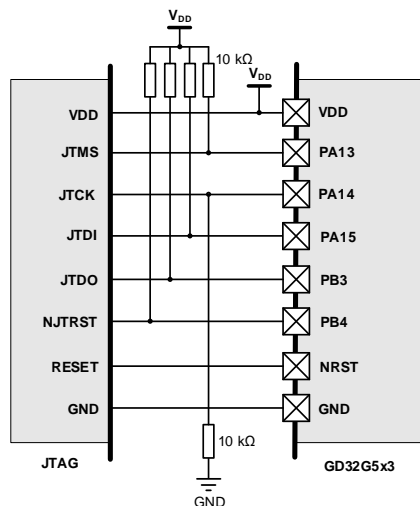 VDD
10 kΩ
VDD
VDD
VDD
JTMS
PA13
JTCK
PA14
JTDI
PA15
JTDO
PB3
NJTRST
PB4
RESET
NRST
GND
GND
10 kΩ
JTAG
GND
GD32G5x3